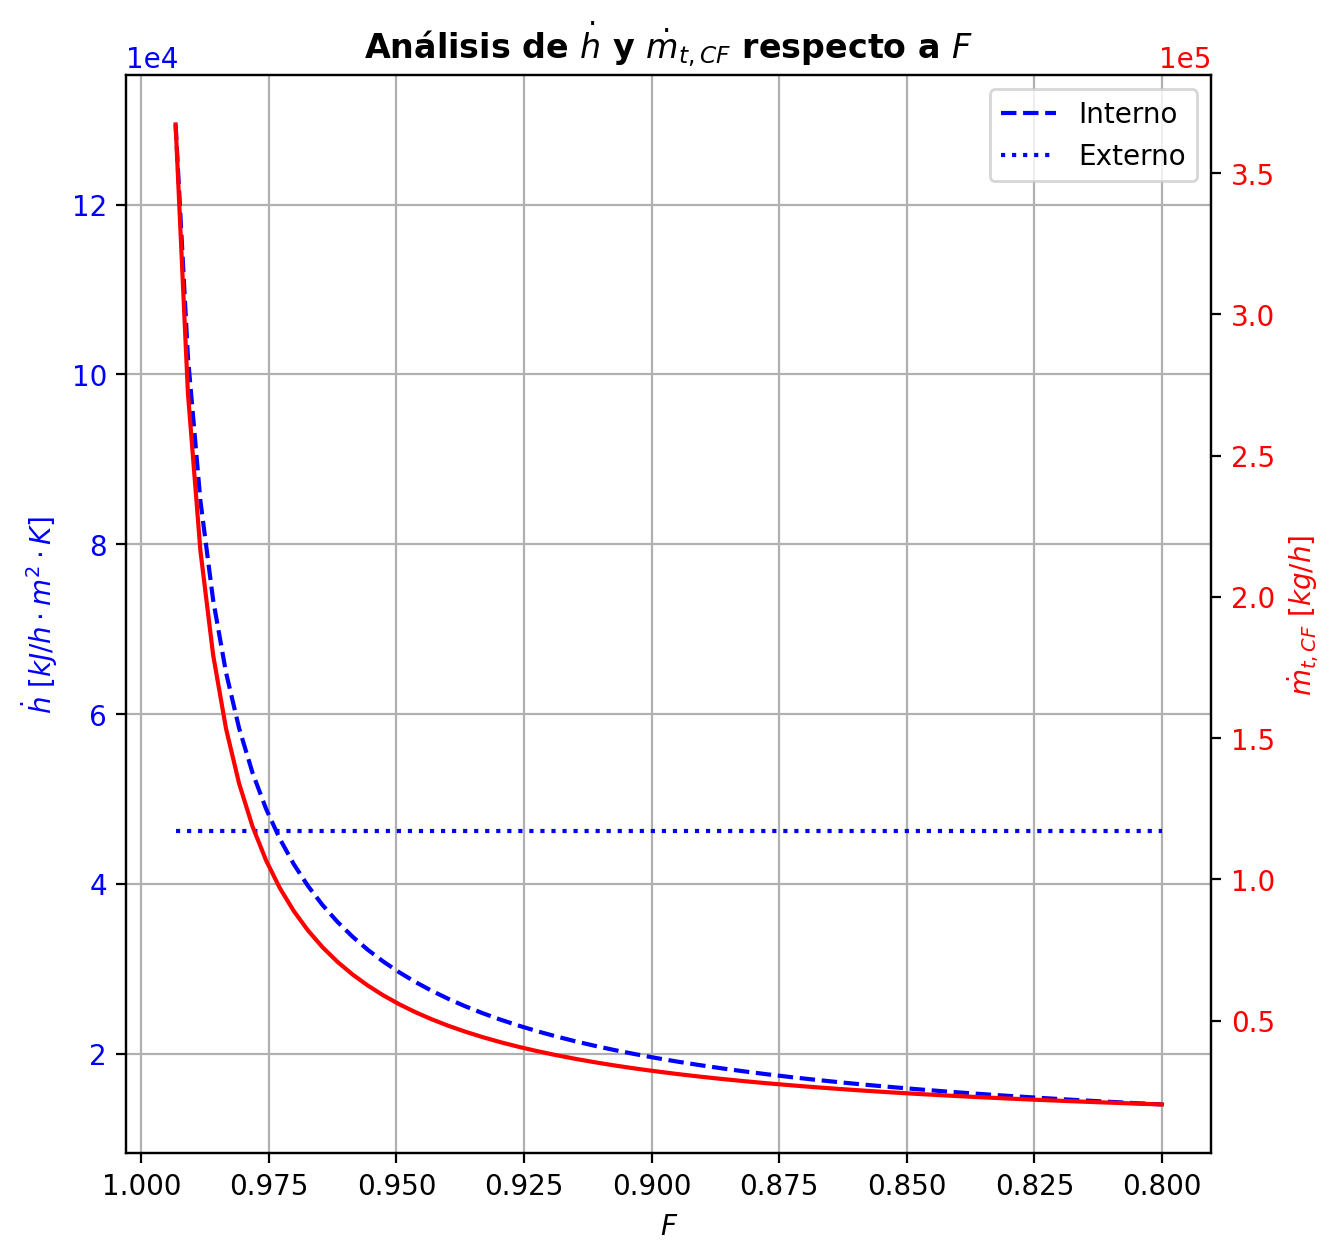 Análisis de ḣ y ṁt,CF respecto a F
1e4
1e5
Interno
Externo
12
10
8
6
4
2
ḣ [kJ/h · m² · K]
3.5
3.0
2.5
2.0
1.5
1.0
0.5
ṁt,CF [kg/h]
1.000 0.975 0.950 0.925 0.900 0.875 0.850 0.825 0.800
F